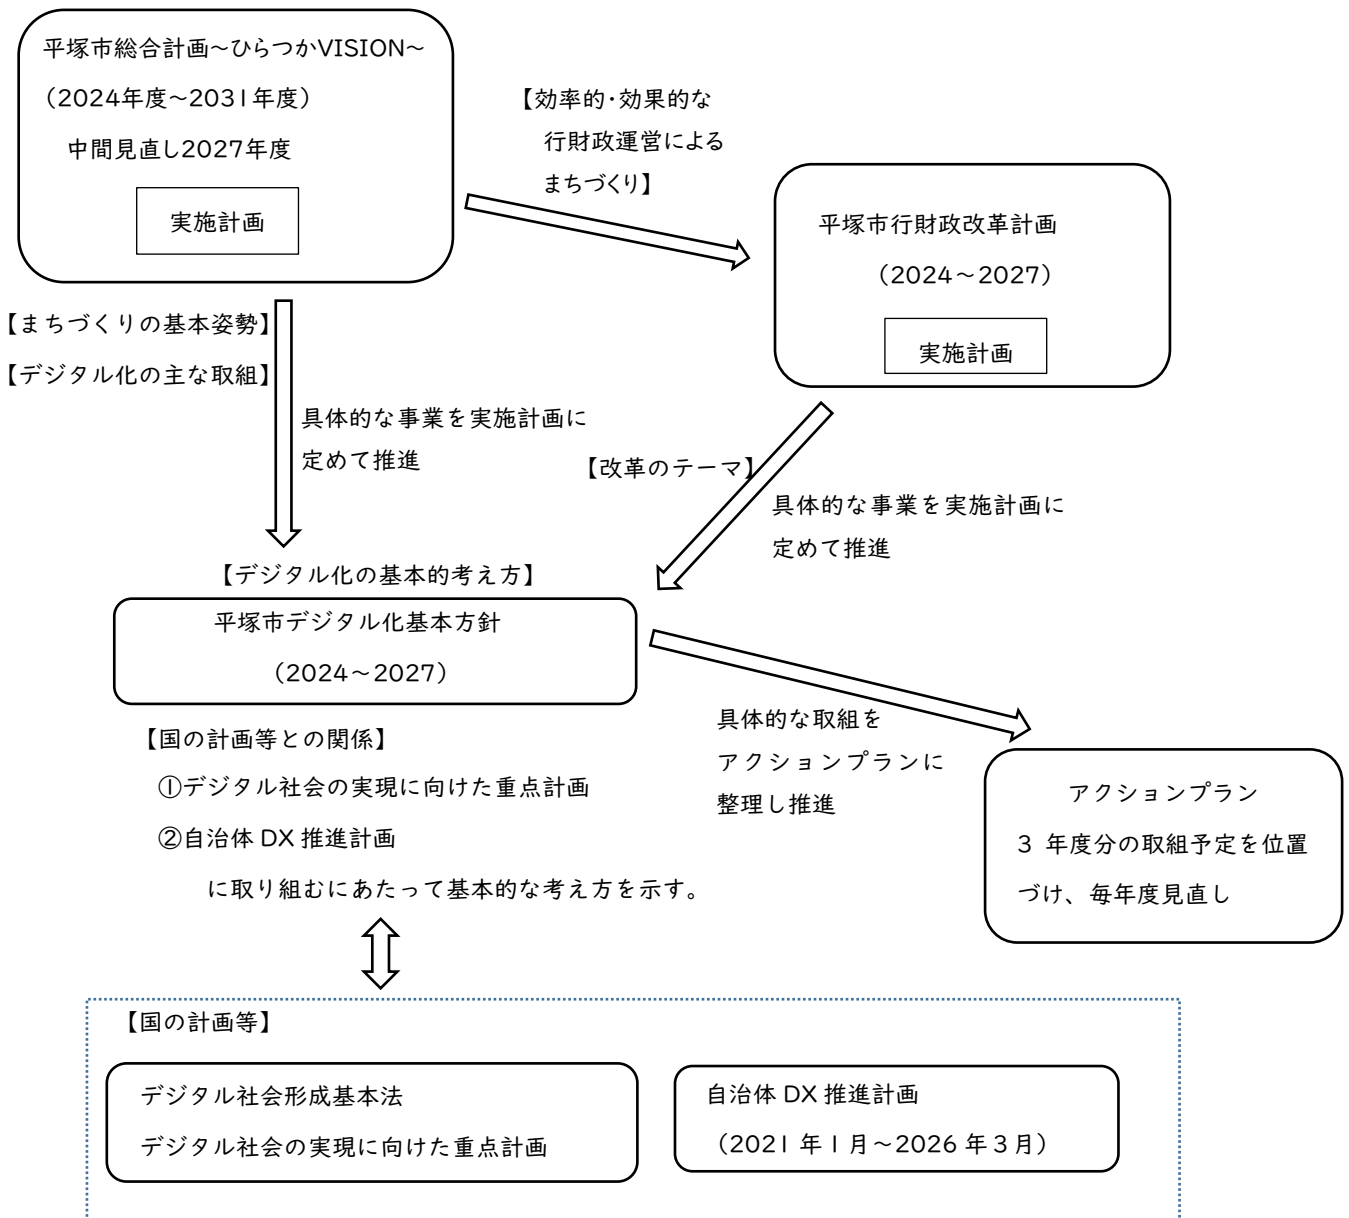 平塚市総合計画~ひらつかVISION~
(2024年度~2031年度)
中間見直し2027年度
実施計画
【効率的・効果的な
行財政運営による
まちづくり】
平塚市行財政改革計画
(2024~2027)
実施計画
【まちづくりの基本姿勢】
【デジタル化の主な取組】
具体的な事業を実施計画に
定めて推進
【改革のテーマ】
具体的な事業を実施計画に
定めて推進
【デジタル化の基本的考え方】
平塚市デジタル化基本方針
(2024~2027)
【国の計画等との関係】
①デジタル社会の実現に向けた重点計画
②自治体 DX 推進計画
に取り組むにあたって基本的な考え方を示す。
具体的な取組を
アクションプランに
整理し推進
アクションプラン
3 年度分の取組予定を位置
づけ、毎年度見直し
【国の計画等】
デジタル社会形成基本法
デジタル社会の実現に向けた重点計画
自治体 DX 推進計画
(2021 年 1 月~2026 年 3 月)